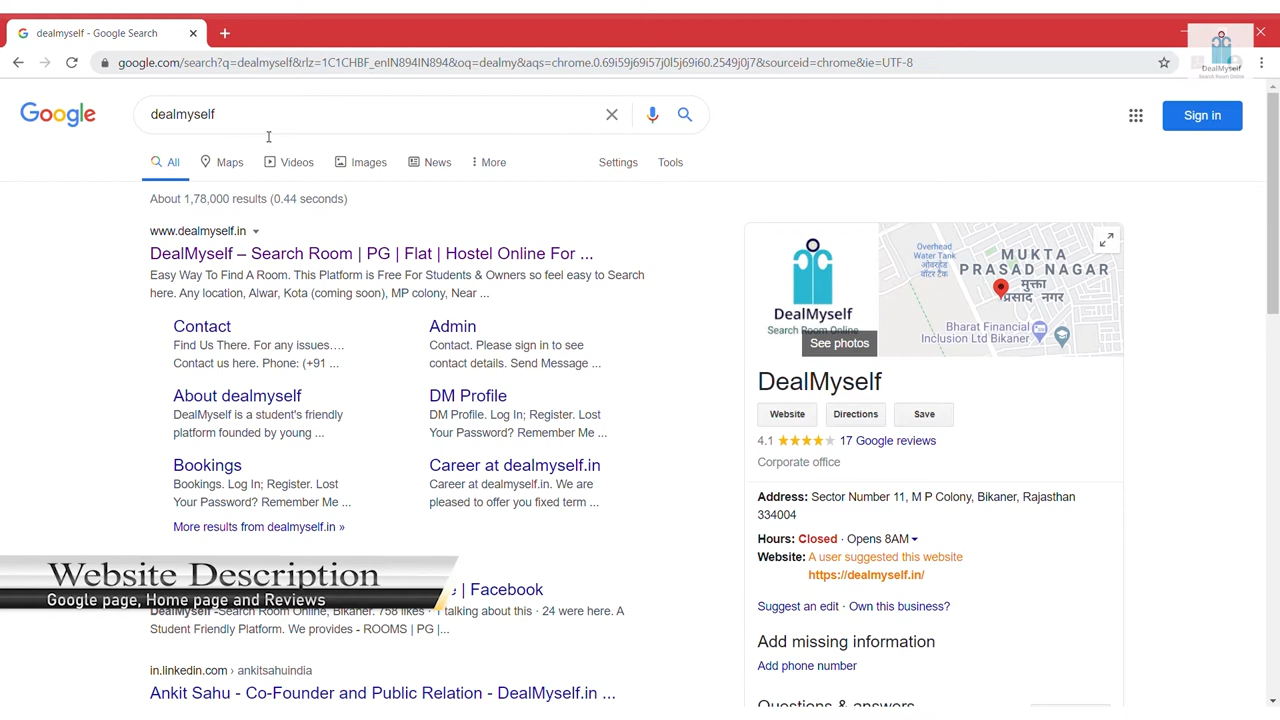 dealmyself - Google Search
google.com/search?q=dealmyself&rlz=1C1CHBF_enIN894IN894&oq=dealmy&aqs=chrome.0.69i59j69i57j0l5j69i60.2549j0j7&sourceid=chrome&ie=UTF-8
DealMyself
Search Room Online
Google
dealmyself
Sign in
All Maps Videos Images News More Settings Tools
About 1,78,000 results (0.44 seconds)
www.dealmyself.in
DealMyself – Search Room | PG | Flat | Hostel Online For ...
Easy Way To Find A Room. This Platform is Free For Students & Owners so feel easy to Search
here. Any location, Alwar, Kota (coming soon), MP colony, Near ...
Contact
Find Us There. For any issues....
Contact us here. Phone: (+91 ...
Admin
Contact. Please sign in to see
contact details. Send Message ...
About dealmyself
DealMyself is a student's friendly
platform founded by young ...
DM Profile
DM Profile. Log In; Register. Lost
Your Password? Remember Me ...
Bookings
Bookings. Log In; Register. Lost
Your Password? Remember Me ...
Career at dealmyself.in
Career at dealmyself.in. We are
pleased to offer you fixed term ...
More results from dealmyself.in »
Website Description
Google page, Home page and Reviews
| Facebook
DealMyself -Search Room Online, Bikaner. 758 likes · 1 talking about this · 24 were here. A
Student Friendly Platform. We provides - ROOMS | PG |...
in.linkedin.com › ankitsahuindia
Ankit Sahu - Co-Founder and Public Relation - DealMyself.in ...
DealMyself
Search Room Online
See photos
Overhead
Water Tank
ओवरहेड
वॉटर टैंक
MUKTA
PRASAD NAGAR
मुक्ता
प्रसाद नगर
Bharat Financial
Inclusion Ltd Bikaner
DealMyself
Website Directions Save
4.1 17 Google reviews
Corporate office
Address: Sector Number 11, M P Colony, Bikaner, Rajasthan
334004
Hours: Closed · Opens 8AM
Website: A user suggested this website
https://dealmyself.in/
Suggest an edit · Own this business?
Add missing information
Add phone number
Questions & answers